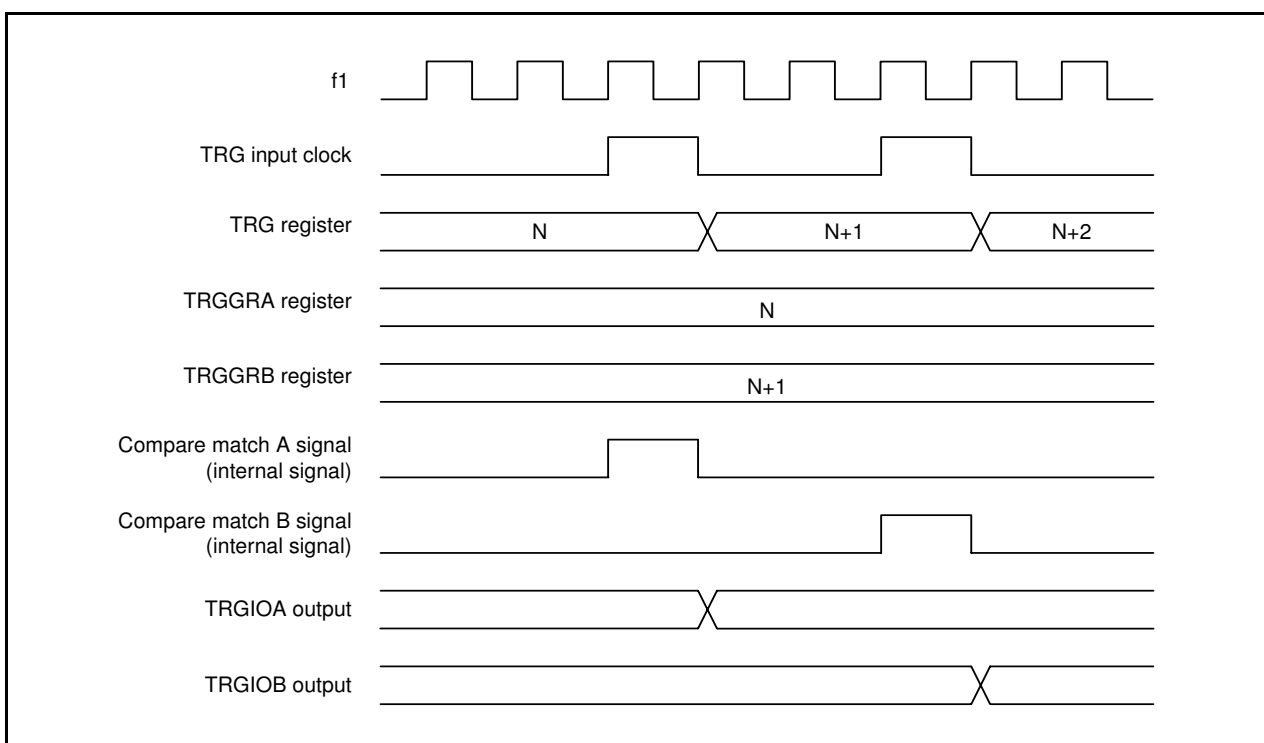 f1
TRG input clock
TRG register
N
N+1
N+2
TRGGRA register
N
TRGGRB register
N+1
Compare match A signal
(internal signal)
Compare match B signal
(internal signal)
TRGIOA output
TRGIOB output